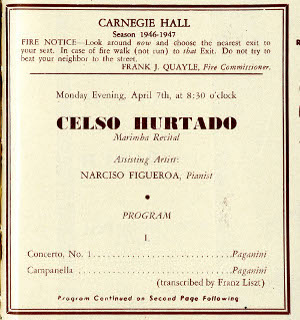 CARNEGIE HALL
Season 1946-1947
FIRE NOTICE—Look around now and choose the nearest exit to
your seat. In case of fire walk (not run) to that Exit. Do not try to
beat your neighbor to the street.
FRANK J. QUAYLE, Fire Commissioner.
Monday Evening, April 7th, at 8:30 o'clock
CELSO HURTADO
Marimba Recital
Assisting Artist:
NARCISO FIGUEROA, Pianist
•
PROGRAM
I.
Concerto, No. 1 ........................ Paganini
Campanella ........................ Paganini
(transcribed by Franz Liszt)
Program Continued on Second Page Following